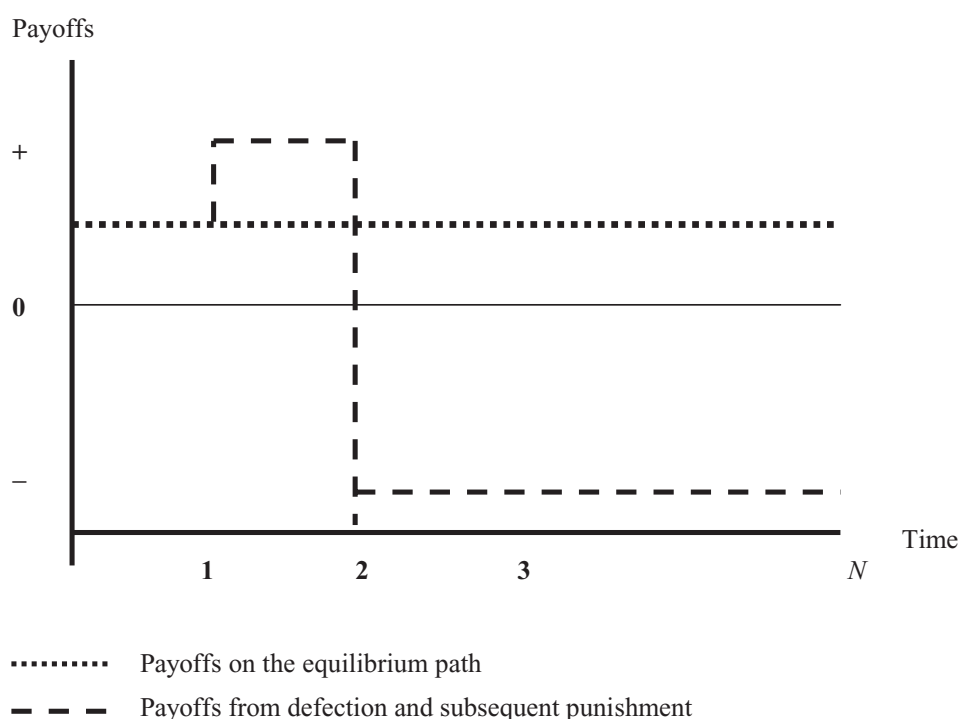 Payoffs
+
0
–
Time
1 2 3 N
Payoffs on the equilibrium path
Payoffs from defection and subsequent punishment